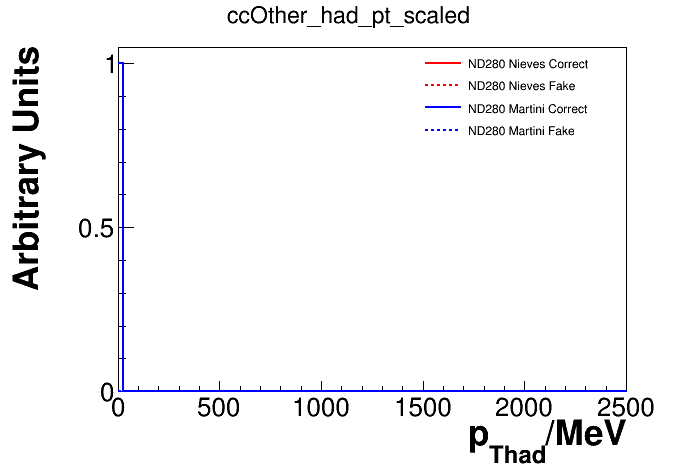 ccOther_had_pt_scaled
Arbitrary Units
1
0.5
0
ND280 Nieves Correct
ND280 Nieves Fake
ND280 Martini Correct
ND280 Martini Fake
0 500 1000 1500 2000 2500
pThad/MeV